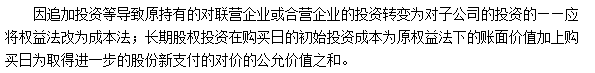 因追加投资等导致原持有的对联营企业或合营企业的投资转变为对子公司的投资的——应
将权益法改为成本法；长期股权投资在购买日的初始投资成本为原权益法下的账面价值加上购
买日为取得进一步的股份新支付的对价的公允价值之和。